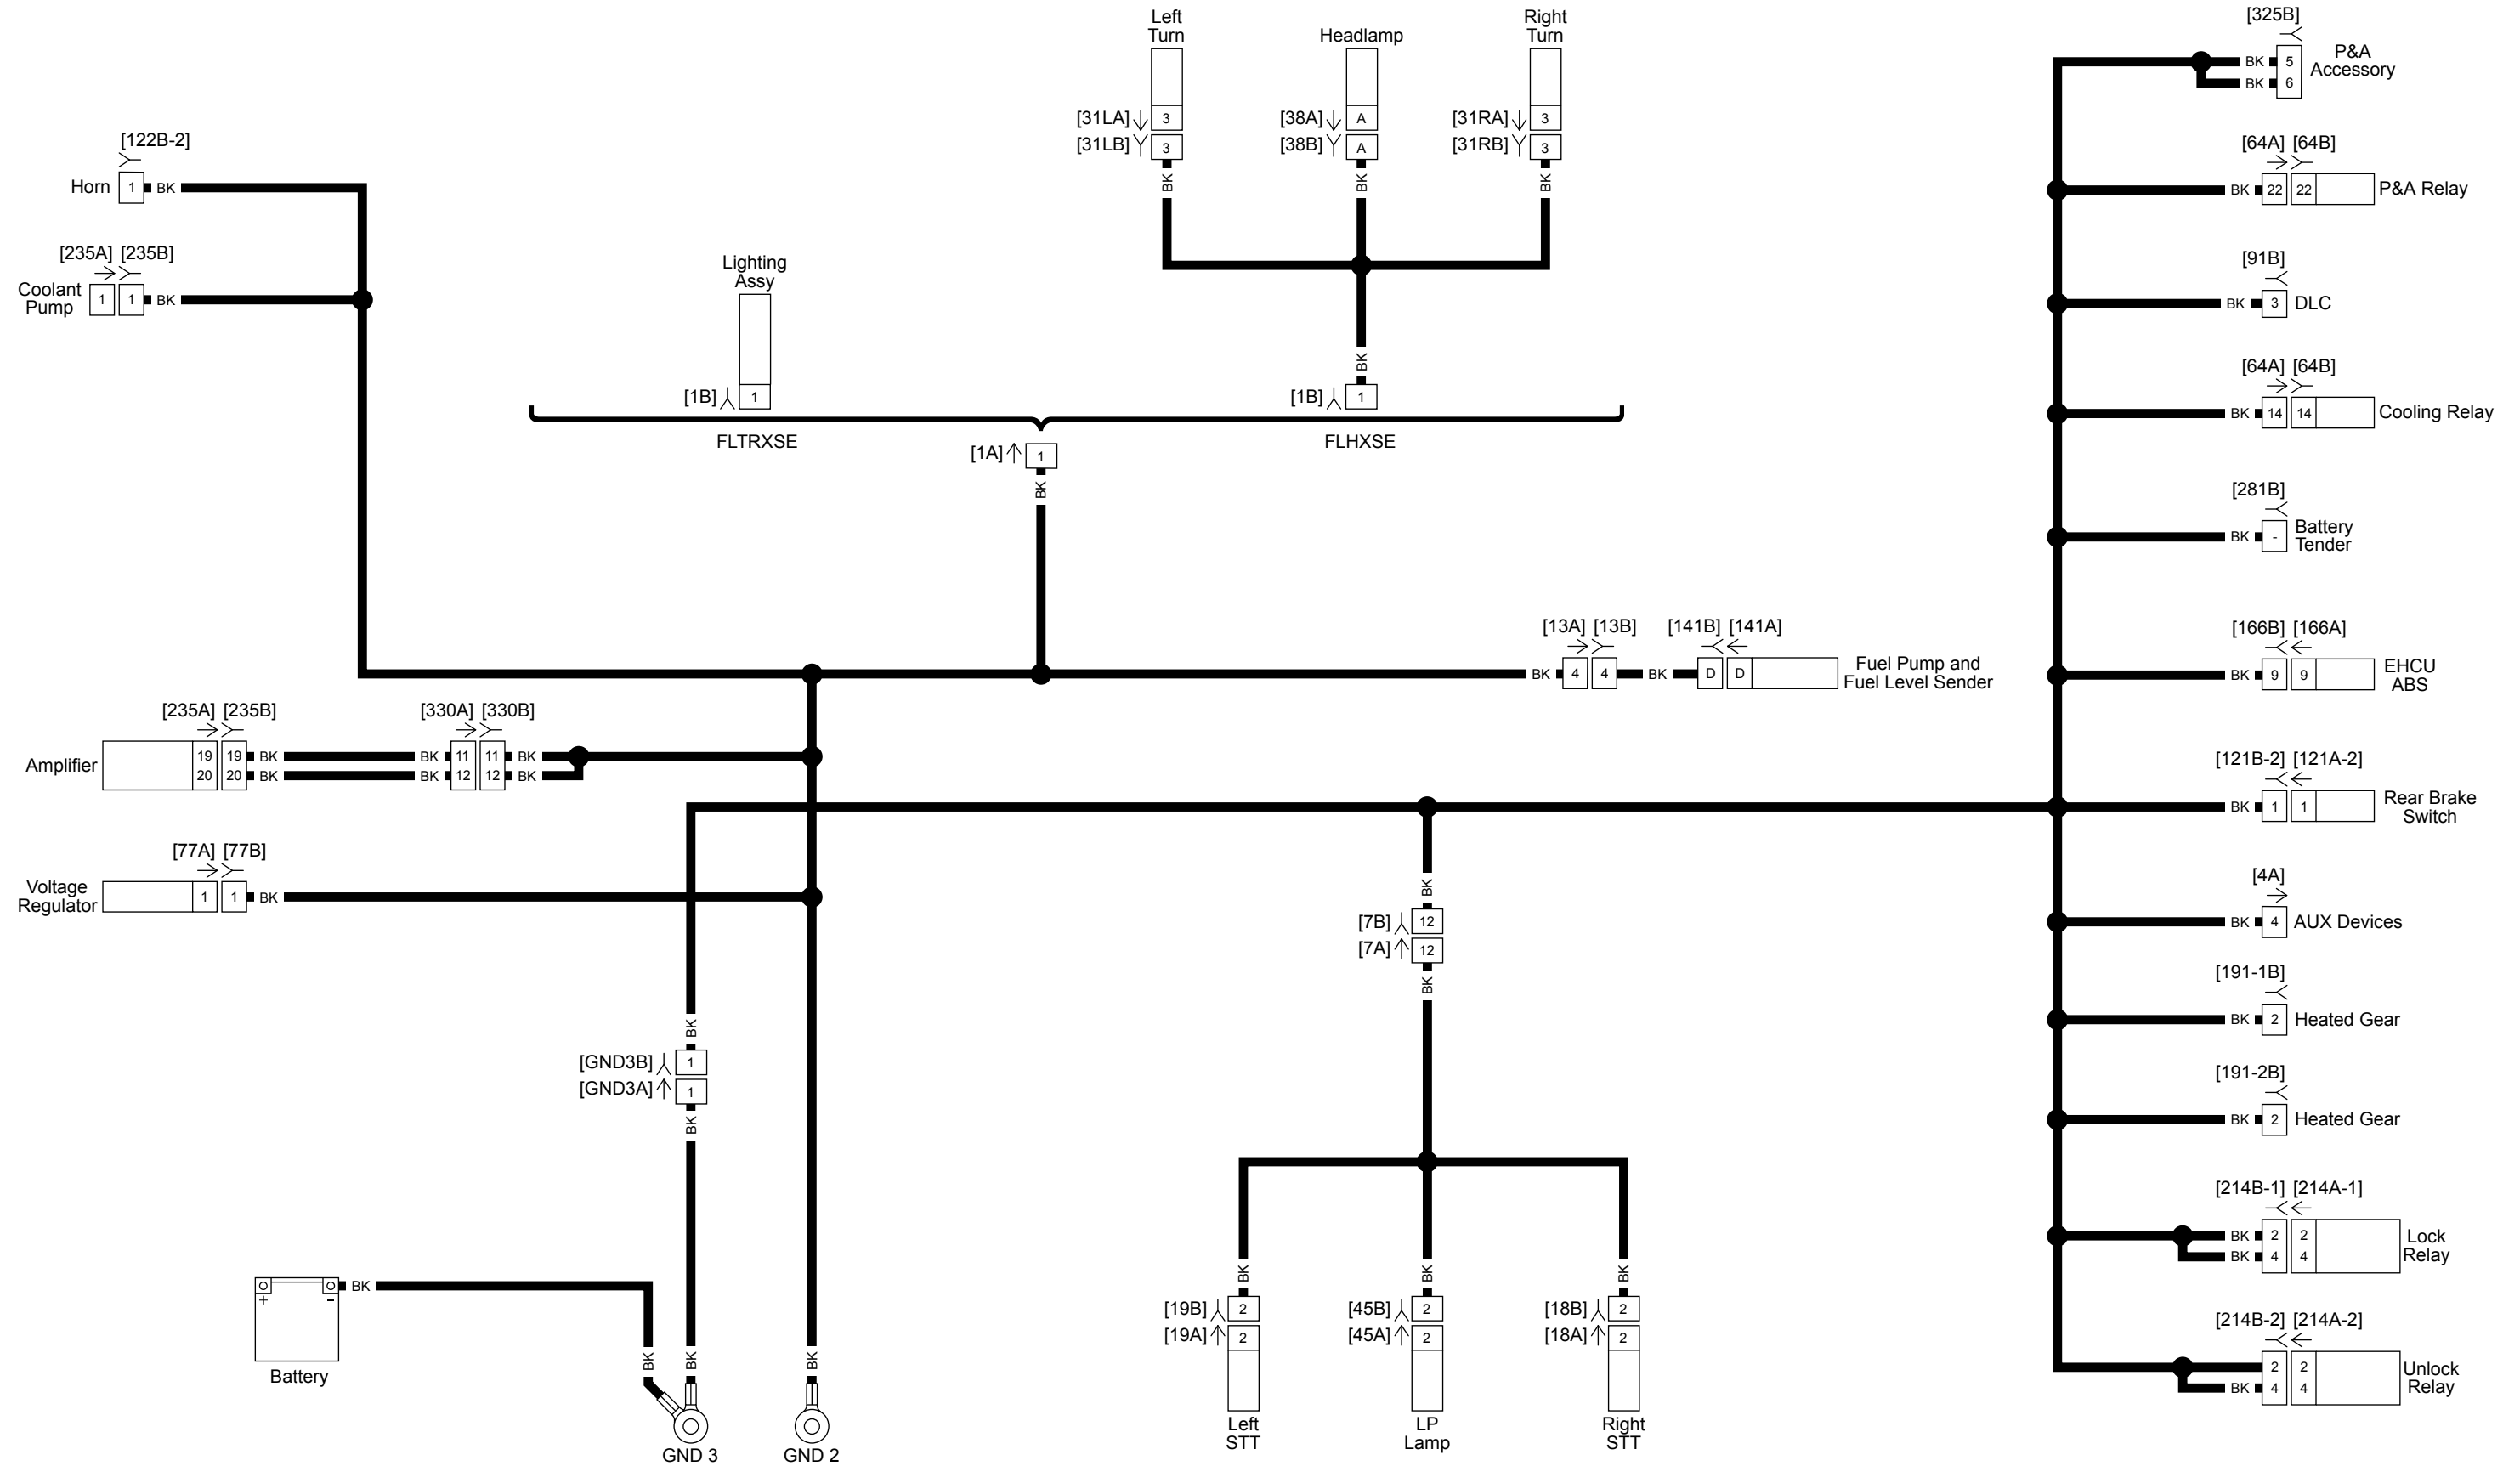 Left
Turn
Headlamp
Right
Turn
[31LA]
3
[31LB]
3
BK
[38A]
A
[38B]
A
BK
[31RA]
3
[31RB]
3
BK
[122B-2]
Horn
1
BK
[235A] [235B]
Coolant
Pump
1 1 BK
Lighting
Assy
[1B]
1
BK
[1B]
1
FLTRXSE
FLHXSE
[1A]
1
BK
[13A] [13B]
BK 4 4 BK
[141B] [141A]
D D
Fuel Pump and
Fuel Level Sender
[235A] [235B]
[330A] [330B]
Amplifier
19 19 BK
BK 11 11 BK
20 20 BK
BK 12 12 BK
[77A] [77B]
Voltage
Regulator
1 1 BK
BK
[7B]
12
[7A]
12
BK
BK
[GND3B]
1
[GND3A]
1
BK
BK
+ -
Battery
BK
BK
BK
GND 3
GND 2
BK
[19B]
2
[19A]
2
Left
STT
BK
[45B]
2
[45A]
2
LP
Lamp
BK
[18B]
2
[18A]
2
Right
STT
[325B]
BK 5
BK 6
P&A
Accessory
[64A] [64B]
BK 22 22
P&A Relay
[91B]
BK 3 DLC
[64A] [64B]
BK 14 14
Cooling Relay
[281B]
BK -
Battery
Tender
[166B] [166A]
BK 9 9
EHCU
ABS
[121B-2] [121A-2]
BK 1 1
Rear Brake
Switch
[4A]
BK 4 AUX Devices
[191-1B]
BK 2 Heated Gear
[191-2B]
BK 2 Heated Gear
[214B-1] [214A-1]
BK 2 2
BK 4 4
Lock
Relay
[214B-2] [214A-2]
2 2
BK 4 4
Unlock
Relay